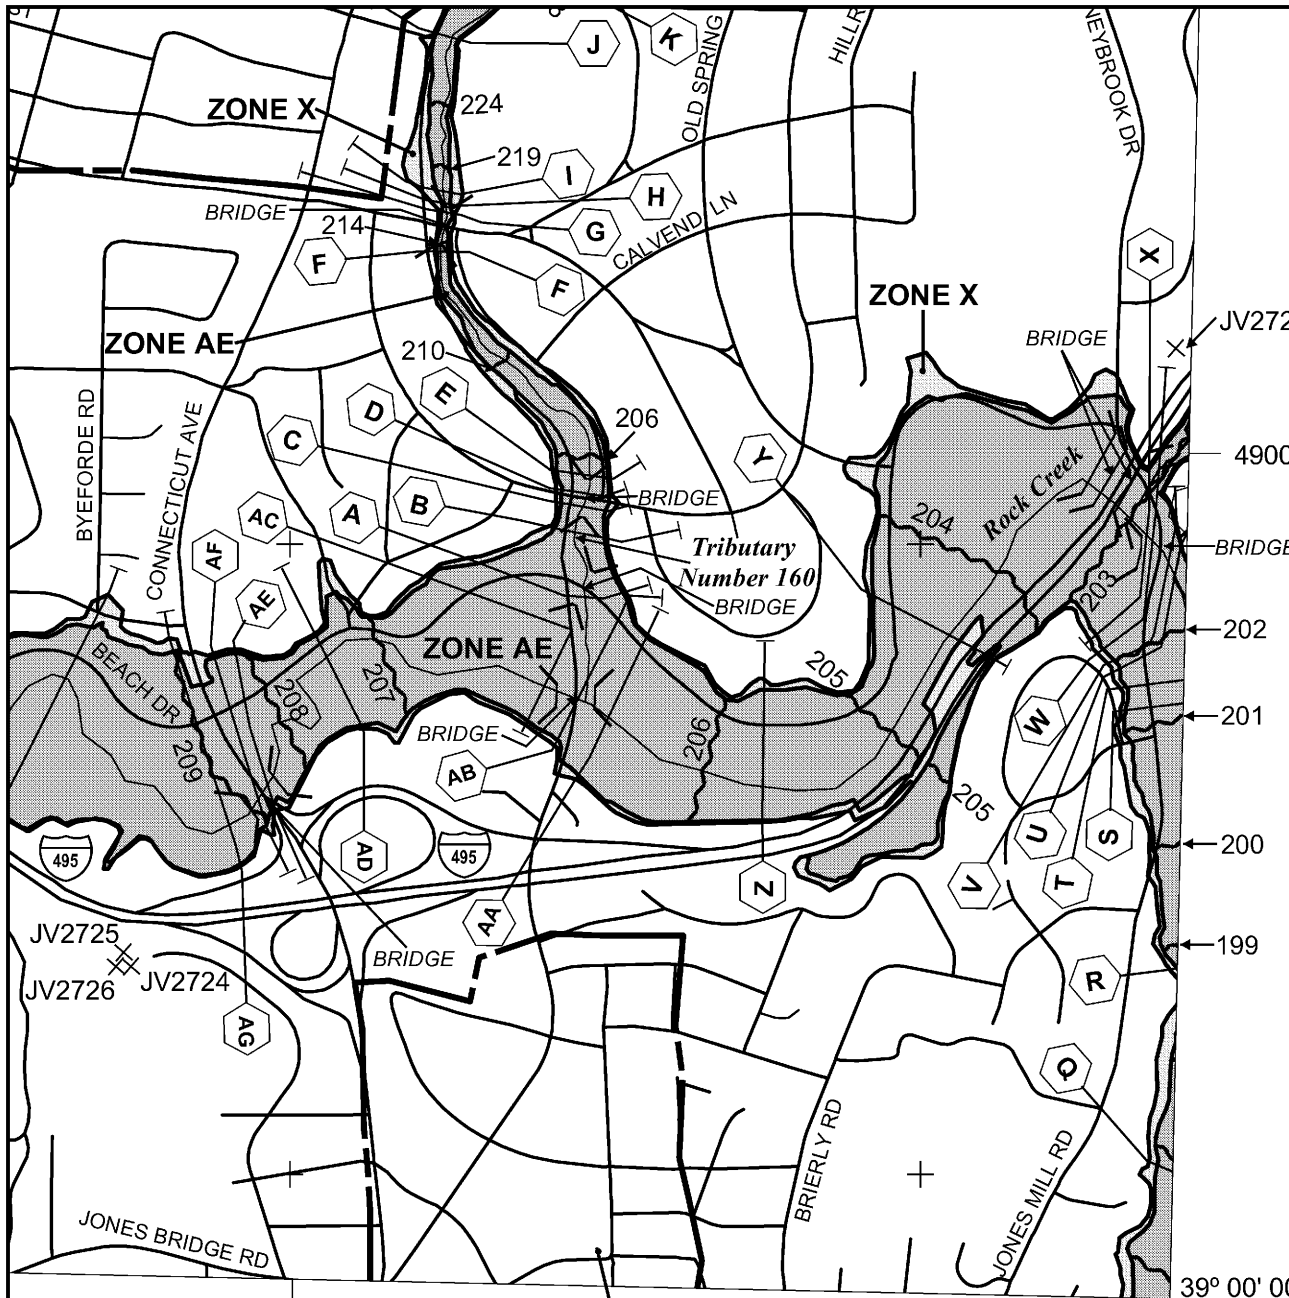 J
K
OLD SPRING
HILLR
NEYBROOK DR
ZONE X
224
219
I
H
BRIDGE
G
CALVEND LN
214
F
F
X
ZONE X
JV272
BRIDGE
ZONE AE
210
E
D
C
206
BYEFORDE RD
CONNECTICUT AVE
Y
Rock Creek
4900
BRIDGE
B
A
AC
204
AF
Tributary
Number 160
BRIDGE
BRIDGE
AE
203
202
ZONE AE
BEACH DR
205
207
208
201
W
209
BRIDGE
206
AB
205
U
S
200
495
AD
495
Z
V
T
AA
199
JV2725
BRIDGE
JV2726
JV2724
R
AG
Q
BRIERLY RD
JONES MILL RD
JONES BRIDGE RD
39° 00' 00